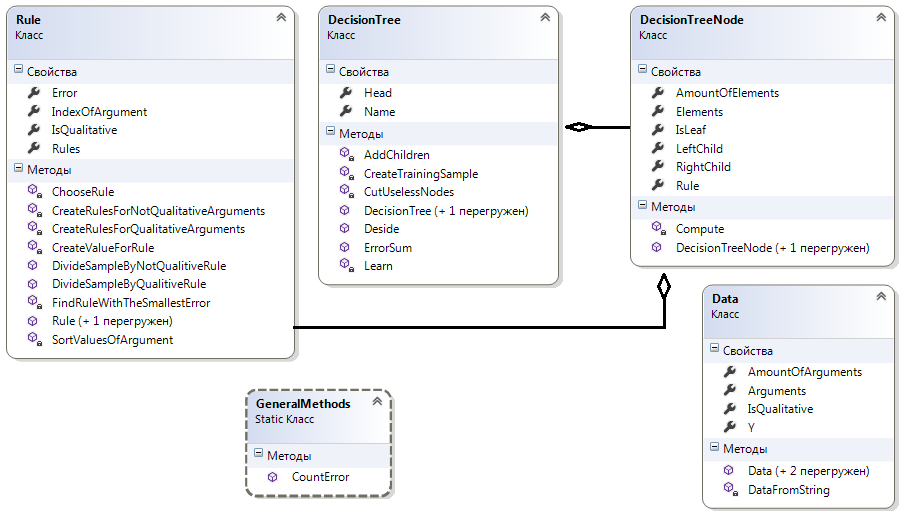 Rule
Класс
Свойства
Error
IndexOfArgument
IsQualitative
Rules
Методы
ChooseRule
CreateRulesForNotQualitativeArguments
CreateRulesForQualitativeArguments
CreateValueForRule
DivideSampleByNotQualitiveRule
DivideSampleByQualitiveRule
FindRuleWithTheSmallestError
Rule (+ 1 перегружен)
SortValuesOfArgument
DecisionTree
Класс
Свойства
Head
Name
Методы
AddChildren
CreateTrainingSample
CutUselessNodes
DecisionTree (+ 1 перегружен)
Deside
ErrorSum
Learn
DecisionTreeNode
Класс
Свойства
AmountOfElements
Elements
IsLeaf
LeftChild
RightChild
Rule
Методы
Compute
DecisionTreeNode (+ 1 перегружен)
Data
Класс
Свойства
AmountOfArguments
Arguments
IsQualitative
Y
Методы
Data (+ 2 перегружен)
DataFromString
GeneralMethods
Static Класс
Методы
CountError